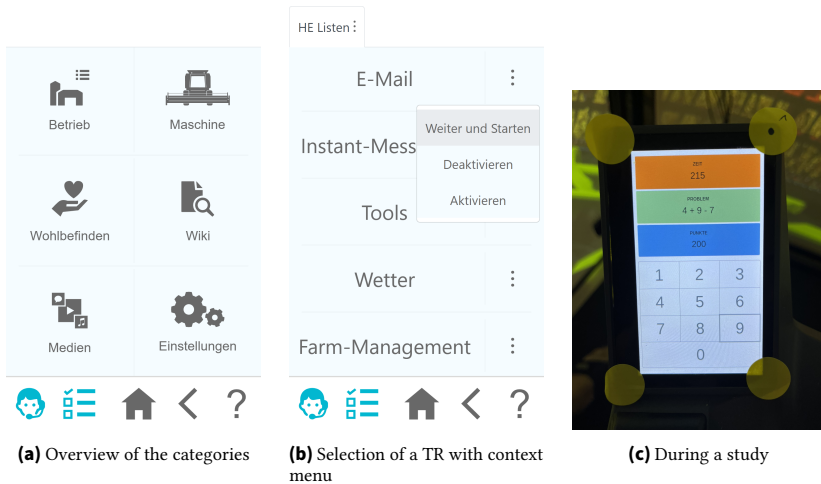 HE Listen
Betrieb
Maschine
Wohlbefinden
Wiki
Medien
Einstellungen
?
(a) Overview of the categories
E-Mail
Instant-Mess
Weiter und Starten
Deaktivieren
Aktivieren
Tools
Wetter
Farm-Management
?
(b) Selection of a TR with context
menu
ZEIT
215
PROBLEM
4 + 9 - 7
PUNKTE
200
1 2 3
4 5 6
7 8 9
0
(c) During a study